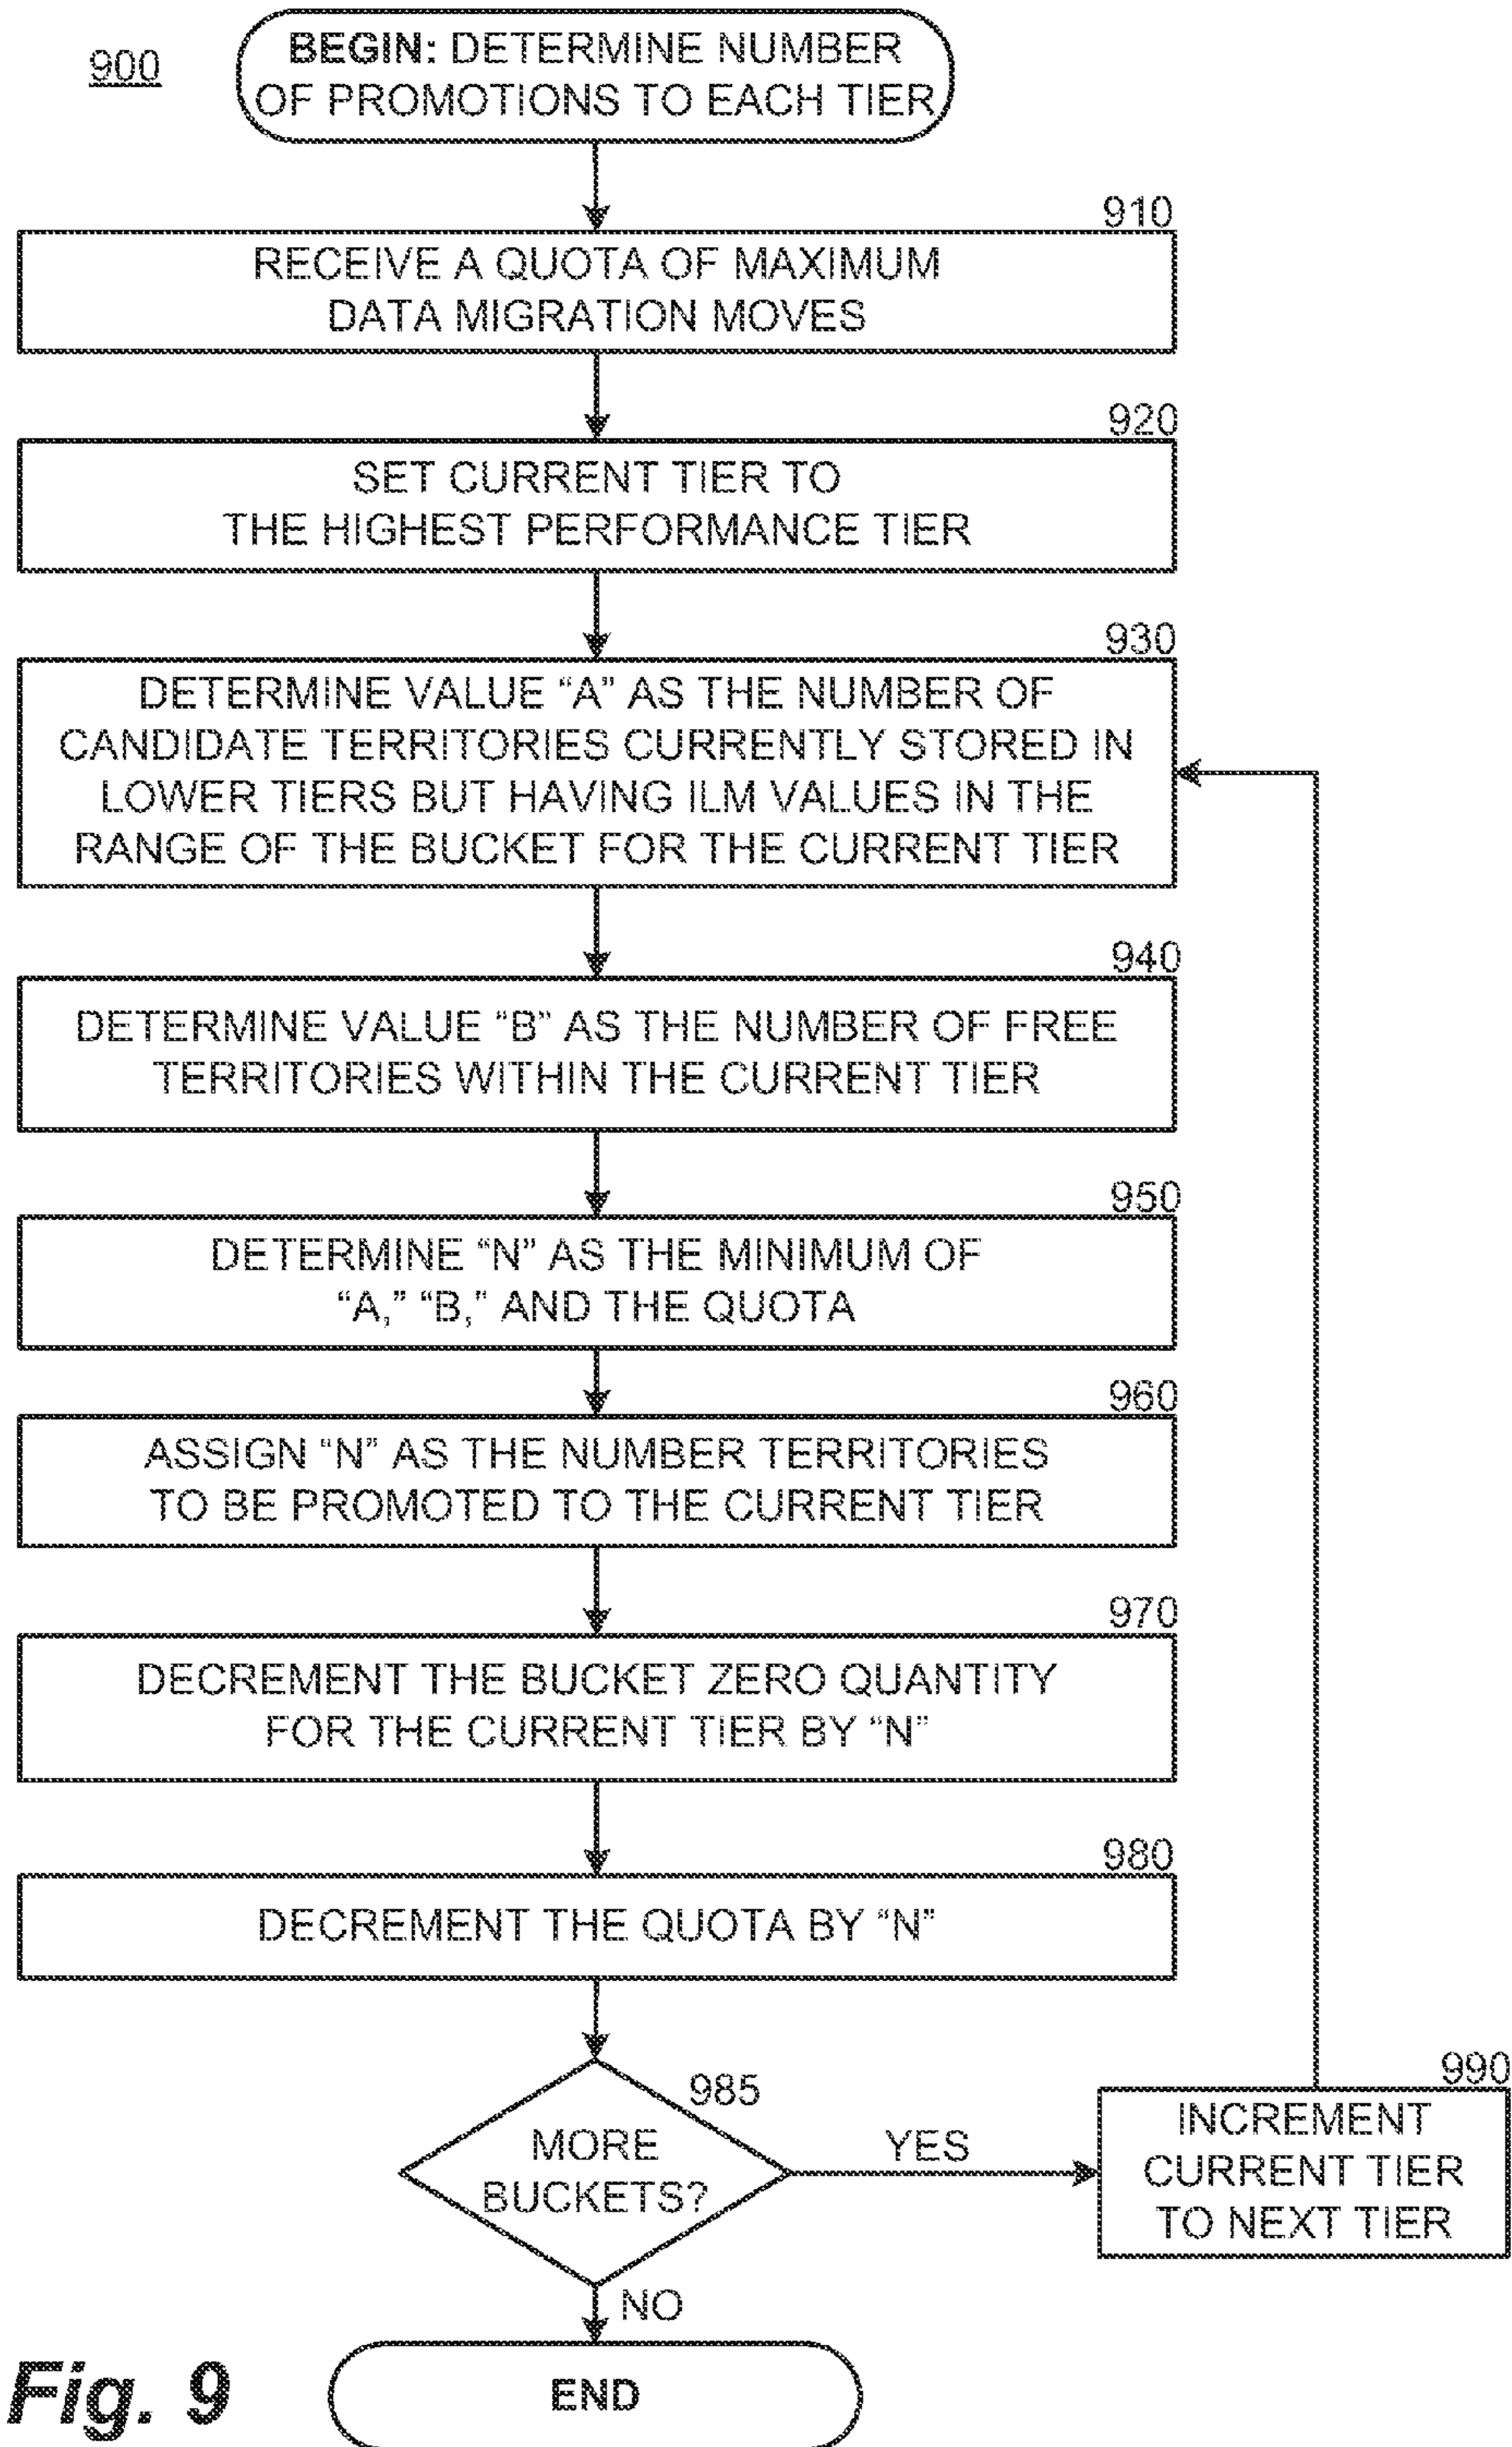 900
BEGIN: DETERMINE NUMBER
OF PROMOTIONS TO EACH TIER
910
RECEIVE A QUOTA OF MAXIMUM
DATA MIGRATION MOVES
920
SET CURRENT TIER TO
THE HIGHEST PERFORMANCE TIER
930
DETERMINE VALUE “A” AS THE NUMBER OF
CANDIDATE TERRITORIES CURRENTLY STORED IN
LOWER TIERS BUT HAVING ILM VALUES IN THE
RANGE OF THE BUCKET FOR THE CURRENT TIER
940
DETERMINE VALUE “B” AS THE NUMBER OF FREE
TERRITORIES WITHIN THE CURRENT TIER
950
DETERMINE “N” AS THE MINIMUM OF
“A,” “B,” AND THE QUOTA
960
ASSIGN “N” AS THE NUMBER TERRITORIES
TO BE PROMOTED TO THE CURRENT TIER
970
DECREMENT THE BUCKET ZERO QUANTITY
FOR THE CURRENT TIER BY “N”
980
DECREMENT THE QUOTA BY “N”
985
MORE
BUCKETS?
YES
990
INCREMENT
CURRENT TIER
TO NEXT TIER
NO
END
Fig. 9